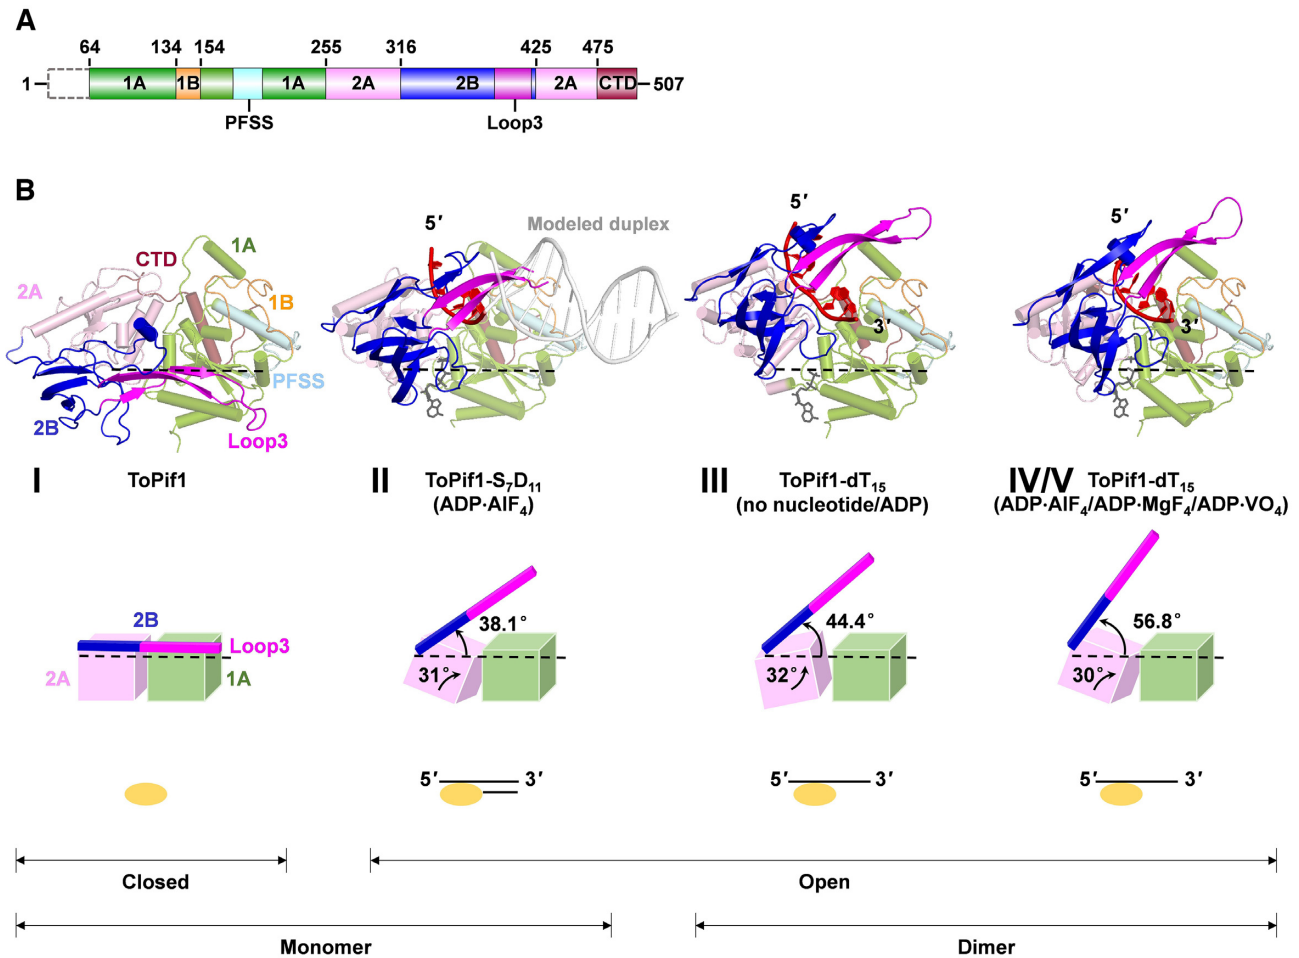 A
64 134 154 255 316 425 475
1 1A 1B 1A 2A 2B 2A CTD 507
PFSS Loop3
B
5′ Modeled duplex 5′ 5′
1A
CTD
2A
1B
3′ 3′
PFSS
2B
Loop3
I ToPif1
II ToPif1-S₇D₁₁
(ADP·AlF₄)
III ToPif1-dT₁₅
(no nucleotide/ADP)
IV/V ToPif1-dT₁₅
(ADP·AlF₄/ADP·MgF₄/ADP·VO₄)
2B
Loop3
2A 1A
38.1° 44.4° 56.8°
31° 32° 30°
5′ 3′ 5′ 3′ 5′ 3′
Closed Open
Monomer Dimer